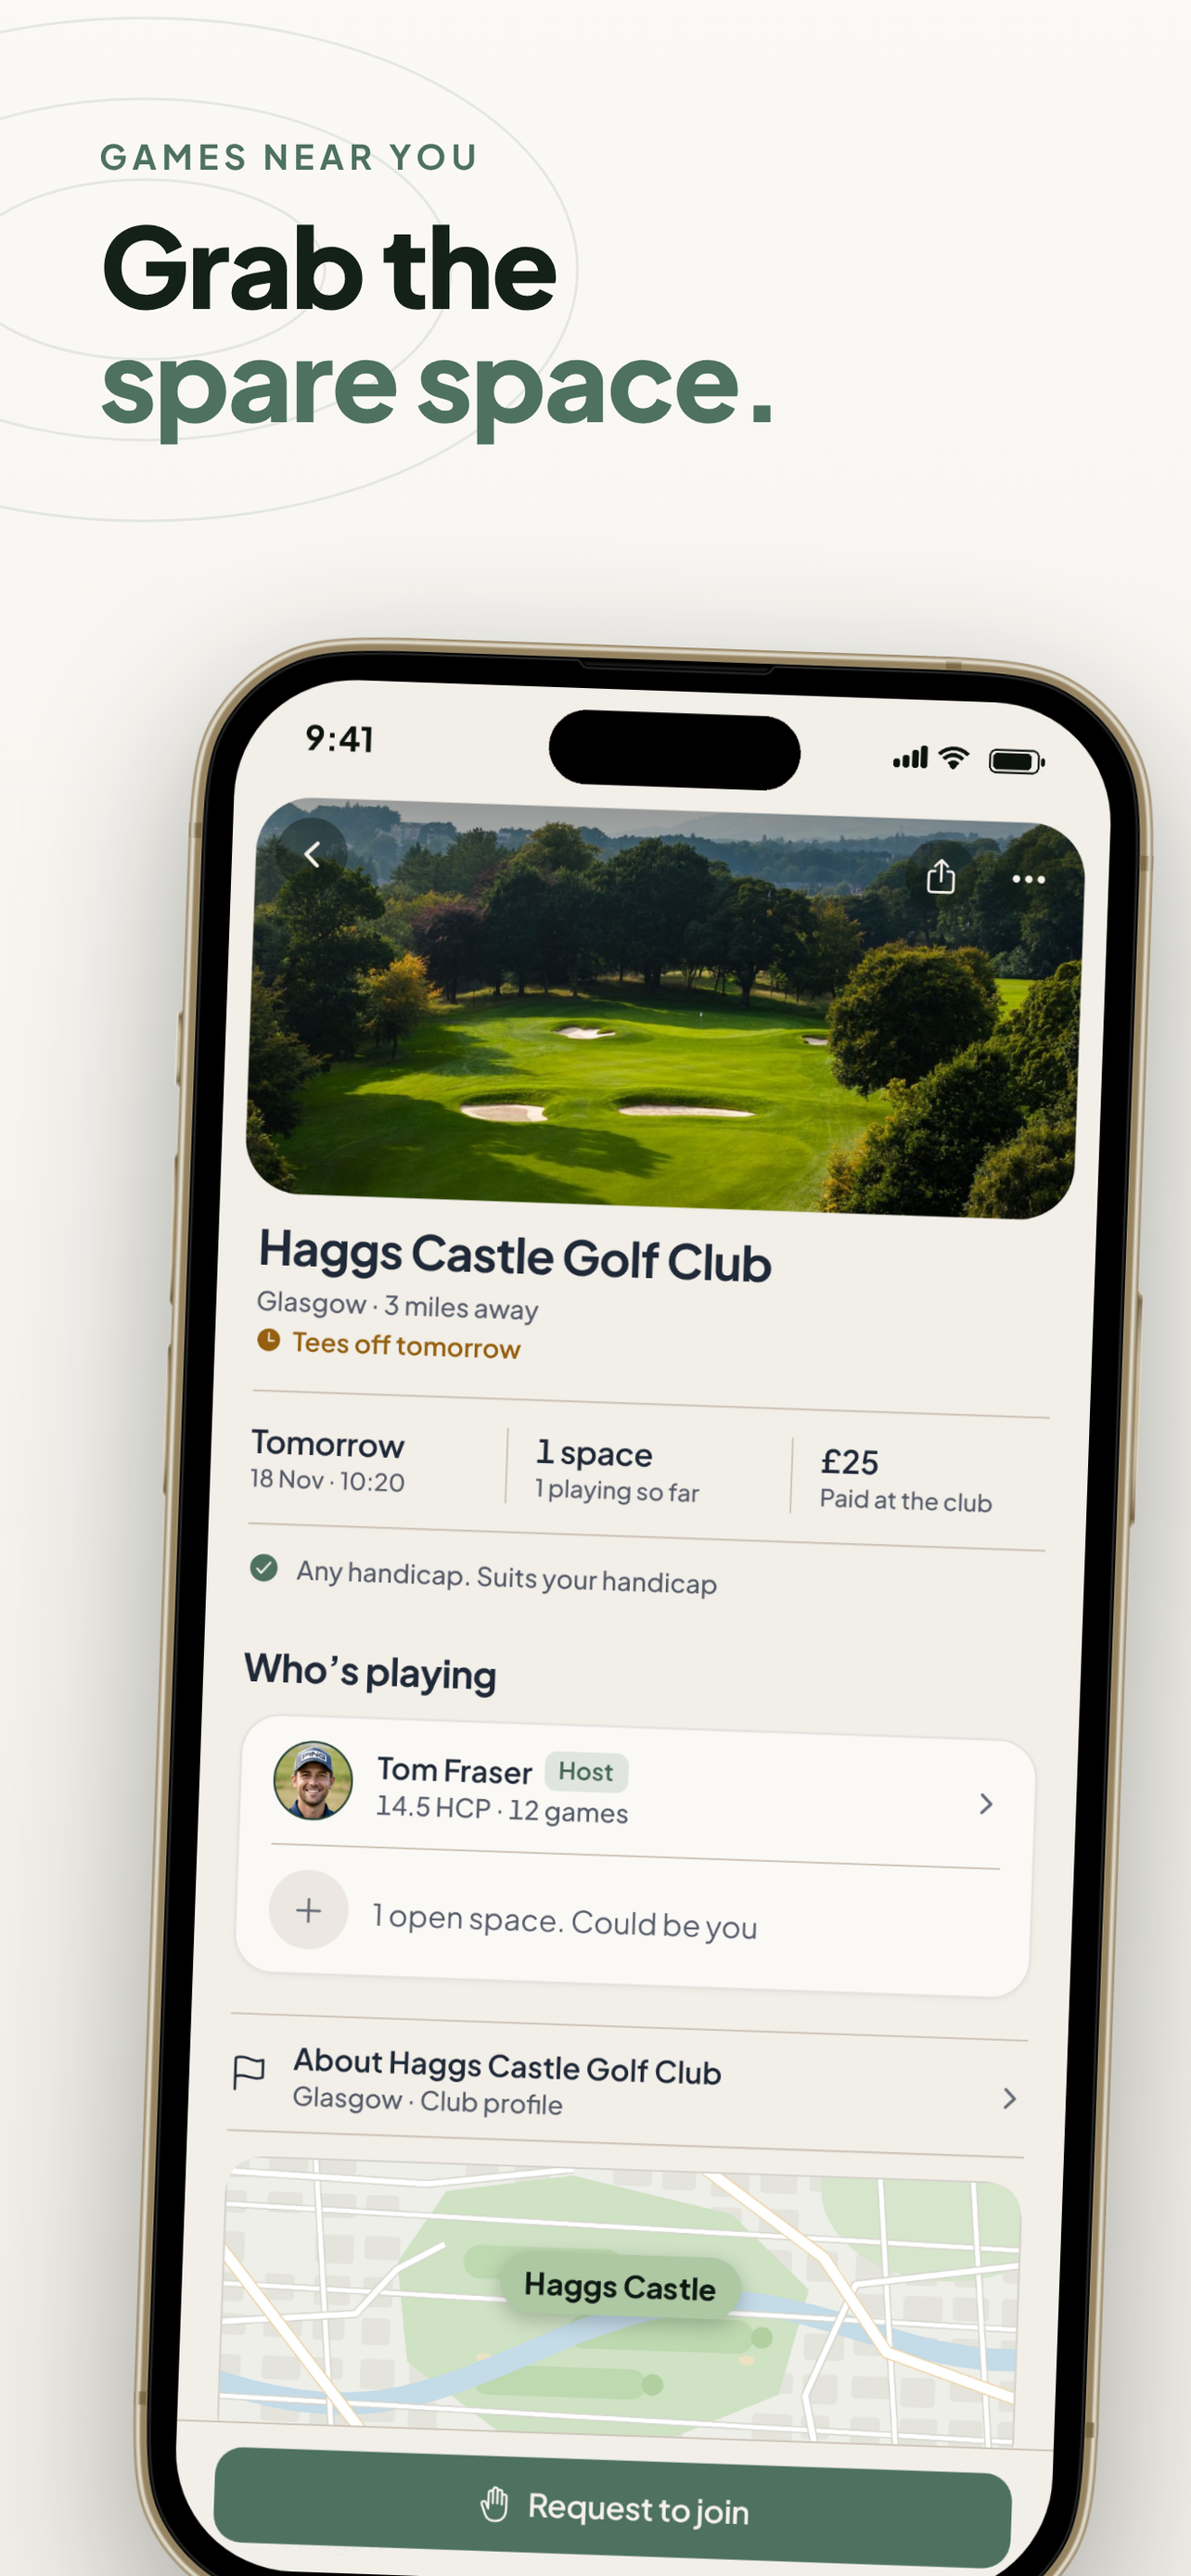 GAMES NEAR YOU
Grab the
spare space.
9:41
Haggs Castle Golf Club
Glasgow · 3 miles away
Tees off tomorrow
Tomorrow
18 Nov · 10:20
1 space
1 playing so far
£25
Paid at the club
Any handicap. Suits your handicap
Who’s playing
PING
Tom Fraser Host
14.5 HCP · 12 games
1 open space. Could be you
About Haggs Castle Golf Club
Glasgow · Club profile
Haggs Castle
Request to join